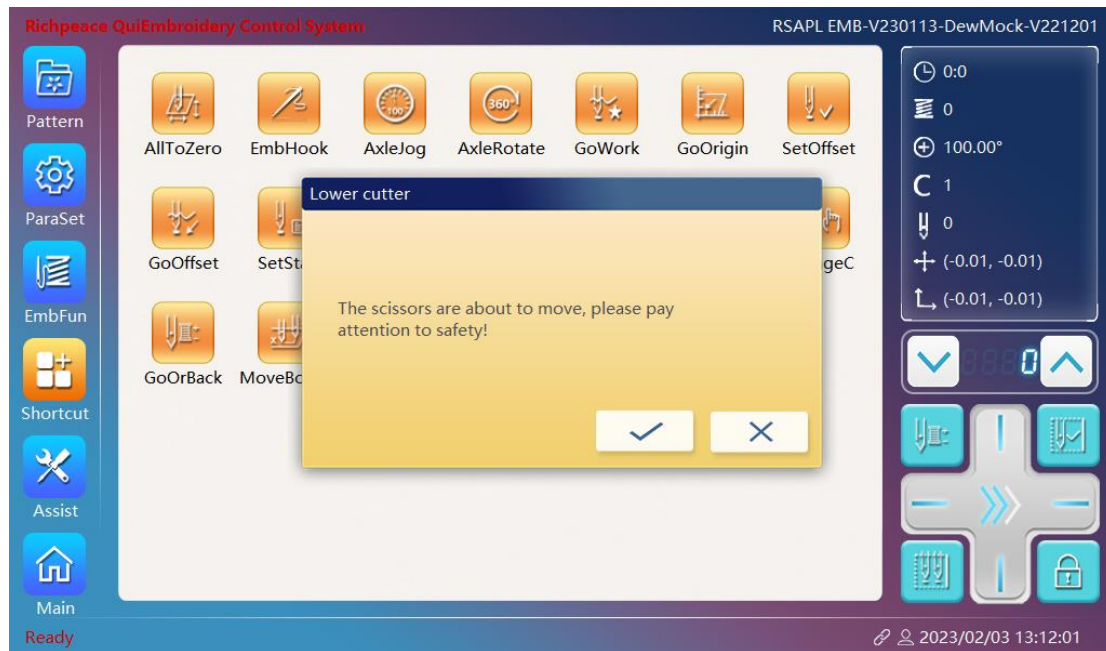 Richpeace QuiEmbroidery Control System
RSAPL EMB-V230113-DewMock-V221201
Pattern
ParaSet
EmbFun
Shortcut
Assist
Main
AllToZero
EmbHook
AxleJog
100
AxleRotate
360°
GoWork
GoOrigin
SetOffset
GoOffset
SetSt
geC
GoOrBack
MoveBo
Lower cutter
The scissors are about to move, please pay
attention to safety!
0:0
0
100.00°
C 1
0
(-0.01, -0.01)
(-0.01, -0.01)
0
Ready
2023/02/03 13:12:01